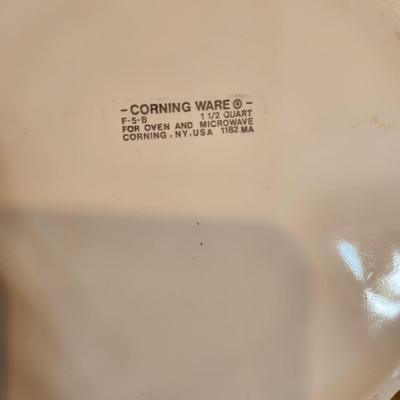 - CORNING WARE® -
F-5-B 1 1/2 QUART
FOR OVEN AND MICROWAVE
CORNING, NY, USA 1182 MA